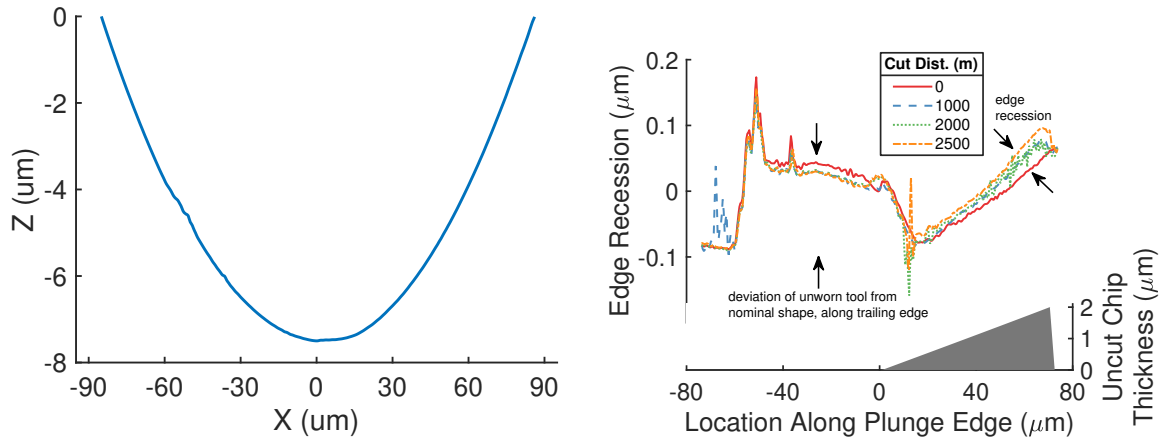 0
-2
-4
-6
-8
Z (um)
-90
-60
-30
0
30
60
90
X (um)
0.2
0.1
0
-0.1
Edge Recession (μm)
Cut Dist. (m)
0
1000
2000
2500
edge
recession
deviation of unworn tool from
nominal shape, along trailing edge
2
1
0
Uncut Chip
Thickness (μm)
-80
-40
0
40
80
Location Along Plunge Edge (μm)